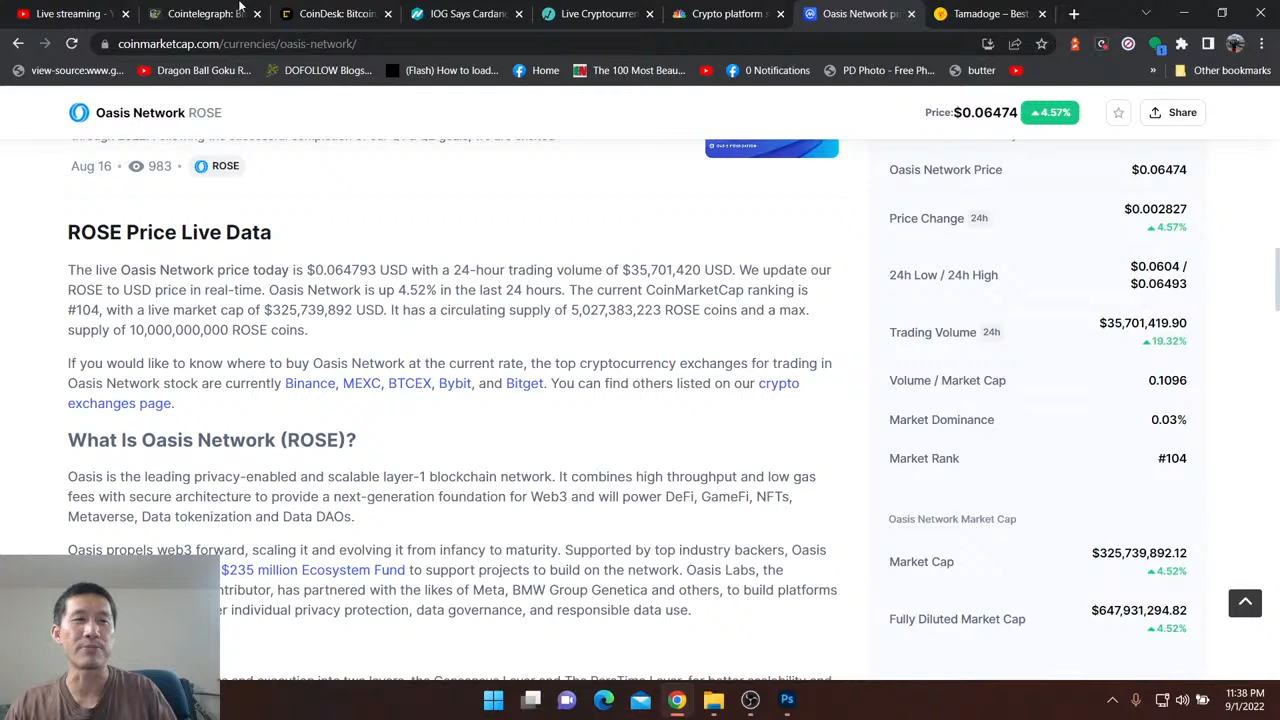 Live streaming - Y
Cointelegraph: Bi
CoinDesk: Bitcoin
IOG Says Cardano
Live Cryptocurren
Crypto platform s
Oasis Network pr
Tamadoge – Best
coinmarketcap.com/currencies/oasis-network/
view-source:www.g...
Dragon Ball Goku R...
DOFOLLOW Blogs...
(Flash) How to load...
Home
The 100 Most Beau...
0 Notifications
PD Photo - Free Ph...
butter
»
Other bookmarks
Oasis Network ROSE
Price:$0.06474
4.57%
Share
Aug 16 • 983 • ROSE
ROSE Price Live Data
The live Oasis Network price today is $0.064793 USD with a 24-hour trading volume of $35,701,420 USD. We update our
ROSE to USD price in real-time. Oasis Network is up 4.52% in the last 24 hours. The current CoinMarketCap ranking is
#104, with a live market cap of $325,739,892 USD. It has a circulating supply of 5,027,383,223 ROSE coins and a max.
supply of 10,000,000,000 ROSE coins.
If you would like to know where to buy Oasis Network at the current rate, the top cryptocurrency exchanges for trading in
Oasis Network stock are currently Binance, MEXC, BTCEX, Bybit, and Bitget. You can find others listed on our crypto
exchanges page.
What Is Oasis Network (ROSE)?
Oasis is the leading privacy-enabled and scalable layer-1 blockchain network. It combines high throughput and low gas
fees with secure architecture to provide a next-generation foundation for Web3 and will power DeFi, GameFi, NFTs,
Metaverse, Data tokenization and Data DAOs.
Oasis propels web3 forward, scaling it and evolving it from infancy to maturity. Supported by top industry backers, Oasis
$235 million Ecosystem Fund to support projects to build on the network. Oasis Labs, the
ntributor, has partnered with the likes of Meta, BMW Group Genetica and others, to build platforms
r individual privacy protection, data governance, and responsible data use.
Oasis Network Price
$0.06474
Price Change 24h
$0.002827
4.57%
24h Low / 24h High
$0.0604 /
$0.06493
Trading Volume 24h
$35,701,419.90
19.32%
Volume / Market Cap
0.1096
Market Dominance
0.03%
Market Rank
#104
Oasis Network Market Cap
Market Cap
$325,739,892.12
4.52%
Fully Diluted Market Cap
$647,931,294.82
4.52%
11:38 PM
9/1/2022